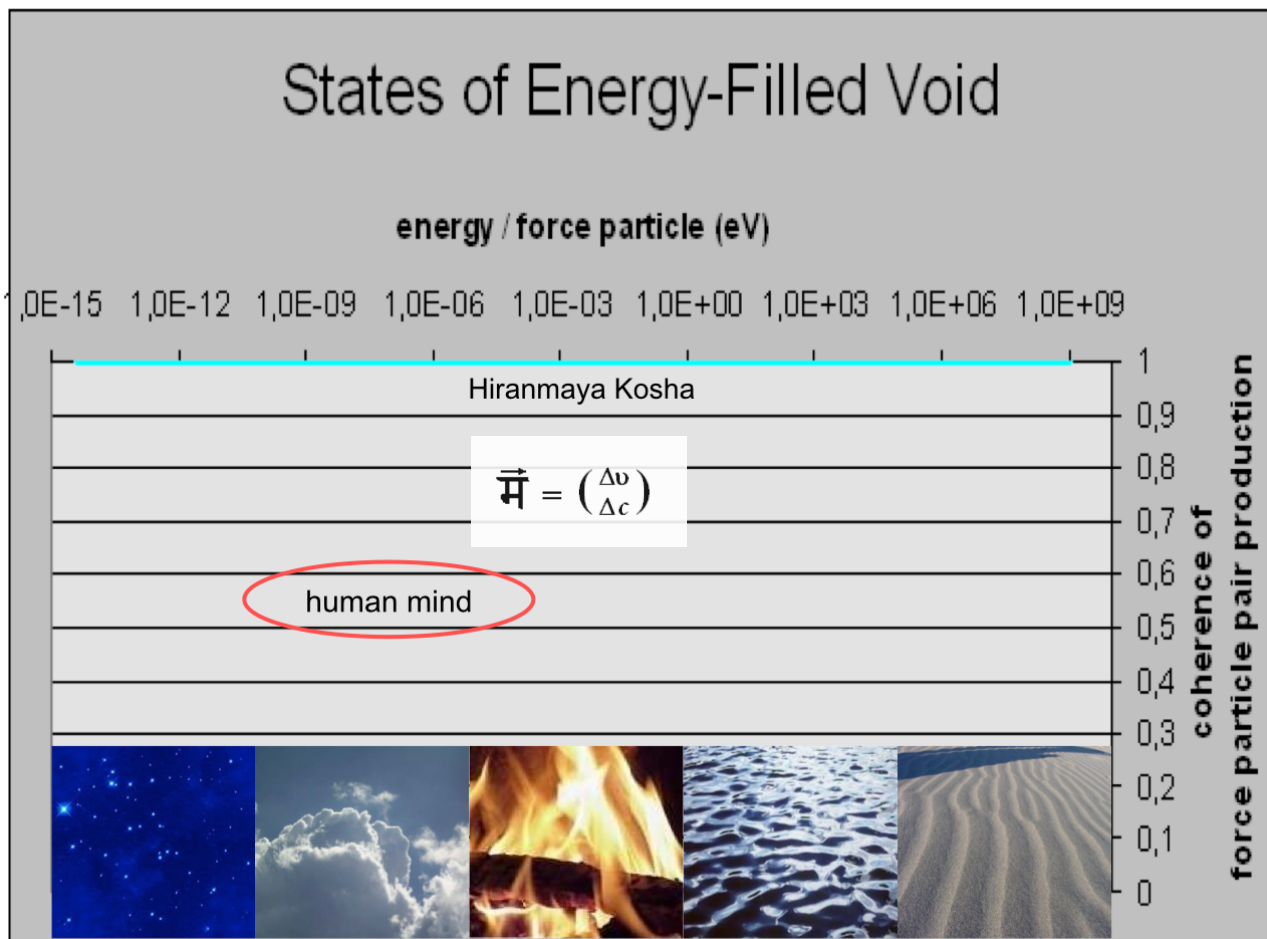 States of Energy-Filled Void
energy / force particle (eV)
1,0E-15 1,0E-12 1,0E-09 1,0E-06 1,0E-03 1,0E+00 1,0E+03 1,0E+06 1,0E+09
1
Hiranmaya Kosha
0,9
0,8
म = (Δυ
Δc)
0,7
0,6
human mind
0,5
0,4
0,3
0,2
0,1
0
coherence of
force particle pair production